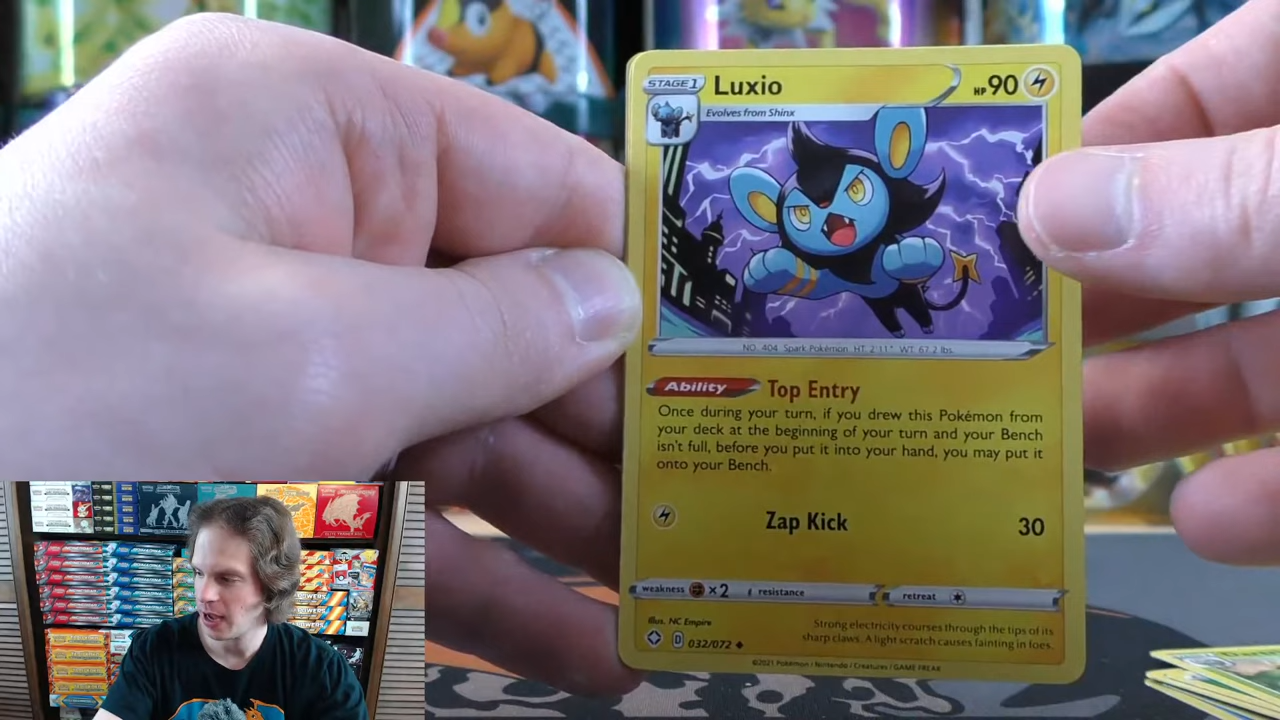 STAGE 1 Luxio HP 90
Evolves from Shinx
NO. 404 Spark Pokémon HT: 2'11" WT: 67.2 lbs.
Ability Top Entry
Once during your turn, if you drew this Pokémon from
your deck at the beginning of your turn and your Bench
isn't full, before you put it into your hand, you may put it
onto your Bench.
Zap Kick 30
weakness ×2 resistance retreat
Illus. NC Empire
D 032/072
Strong electricity courses through the tips of its
sharp claws. A light scratch causes fainting in foes.
©2021 Pokémon / Nintendo / Creatures / GAME FREAK